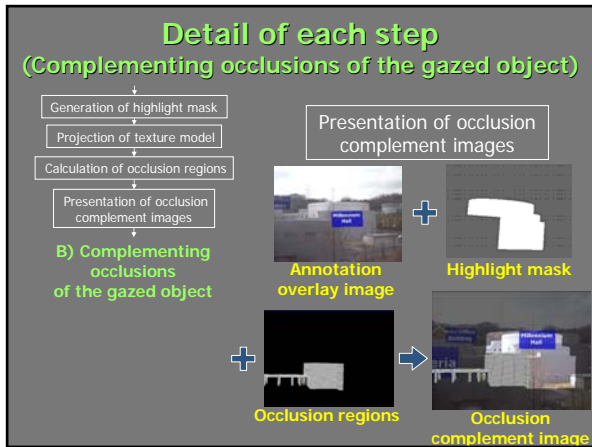 Detail of each step
(Complementing occlusions of the gazed object)
Generation of highlight mask
Projection of texture model
Calculation of occlusion regions
Presentation of occlusion
complement images
B) Complementing
occlusions
of the gazed object
Presentation of occlusion
complement images
Millennium
Hall
Annotation
overlay image
Highlight mask
Occlusion regions
Millennium
Hall
Building
eria
Occlusion
complement image